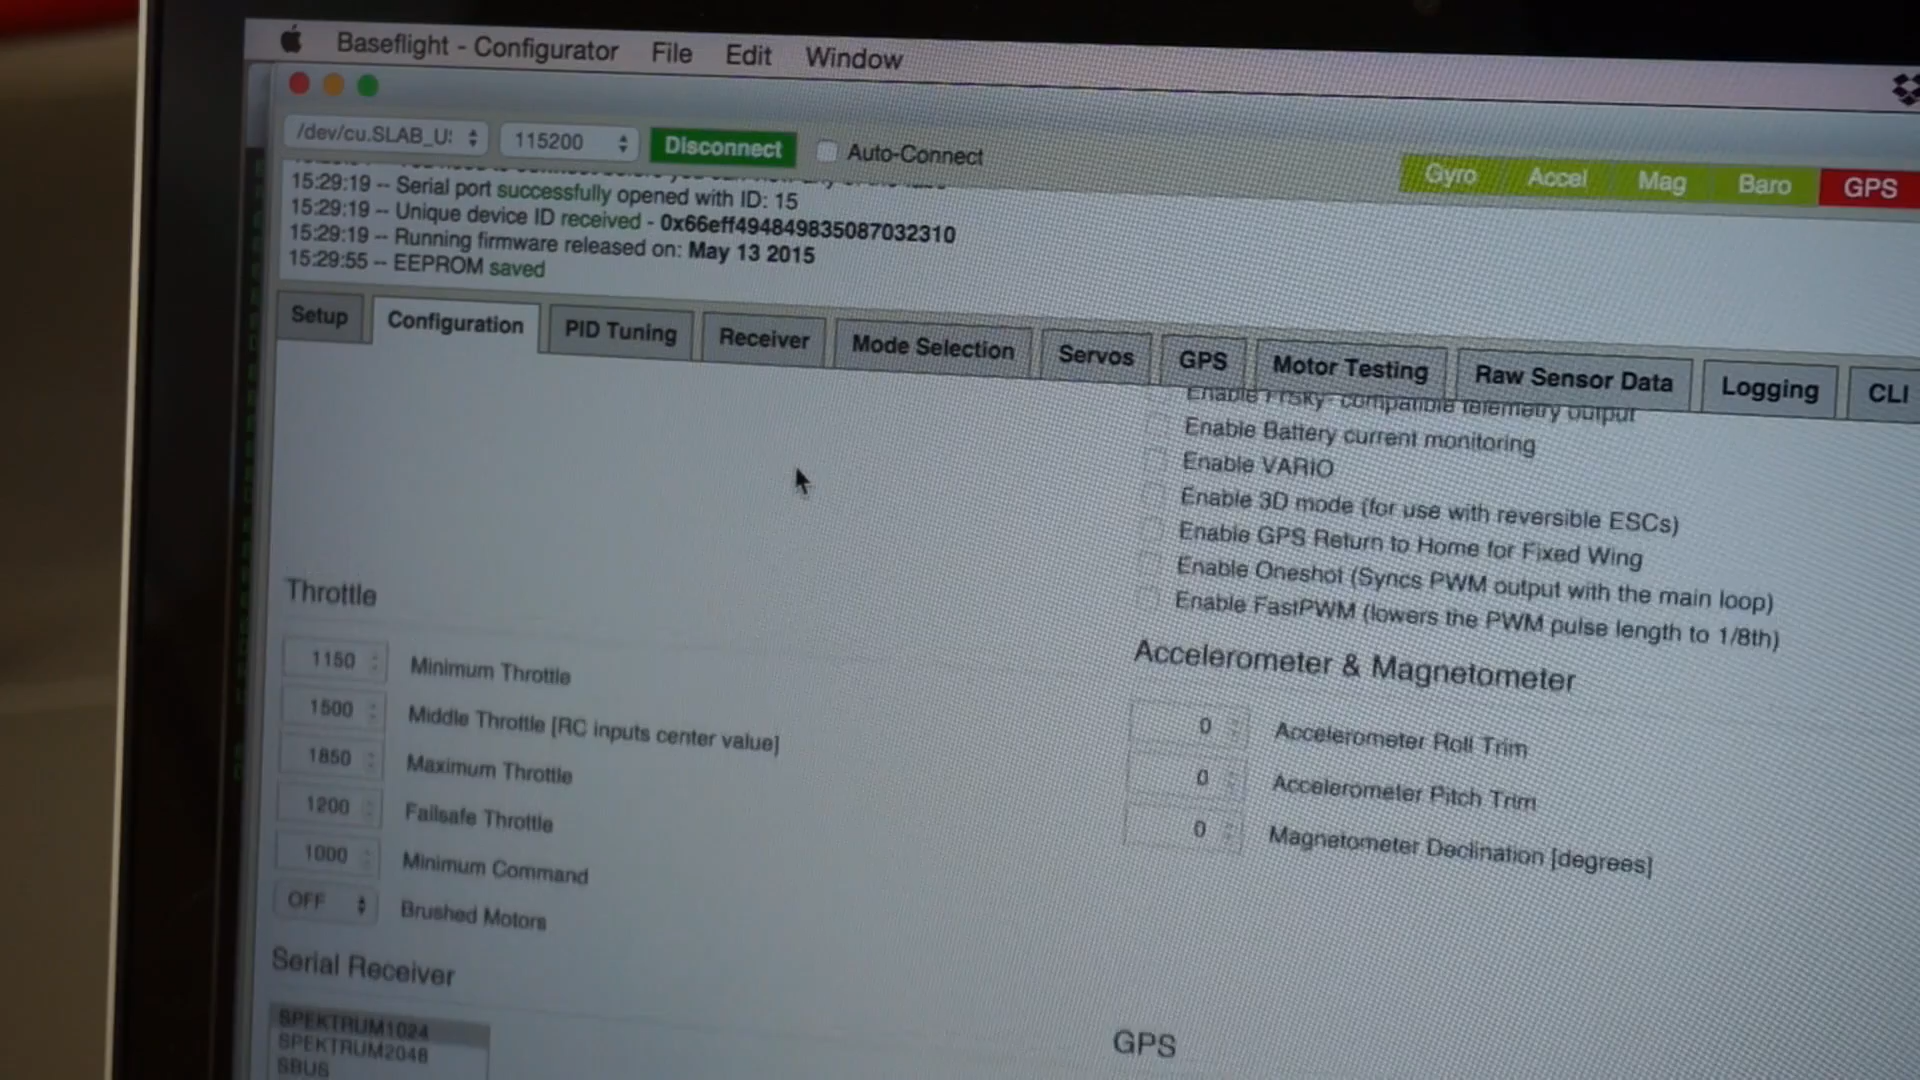 Baseflight - Configurator File Edit Window
/dev/cu.SLAB_U: 115200 Disconnect Auto-Connect
Gyro Accel Mag Baro GPS
15:29:19 -- Serial port successfully opened with ID: 15
15:29:19 -- Unique device ID received - 0x66eff494849835087032310
15:29:19 -- Running firmware released on: May 13 2015
15:29:55 -- EEPROM saved
Setup Configuration PID Tuning Receiver Mode Selection Servos GPS Motor Testing Raw Sensor Data Logging CLI
Enable FrSky- compatible telemetry output
Enable Battery current monitoring
Enable VARIO
Enable 3D mode (for use with reversible ESCs)
Enable GPS Return to Home for Fixed Wing
Enable Oneshot (Syncs PWM output with the main loop)
Enable FastPWM (lowers the PWM pulse length to 1/8th)
Throttle
1150 Minimum Throttle
1500 Middle Throttle [RC inputs center value]
1850 Maximum Throttle
1200 Failsafe Throttle
1000 Minimum Command
OFF Brushed Motors
Accelerometer & Magnetometer
0 Accelerometer Roll Trim
0 Accelerometer Pitch Trim
0 Magnetometer Declination [degrees]
Serial Receiver
SPEKTRUM1024
SPEKTRUM2048
SBUS
GPS